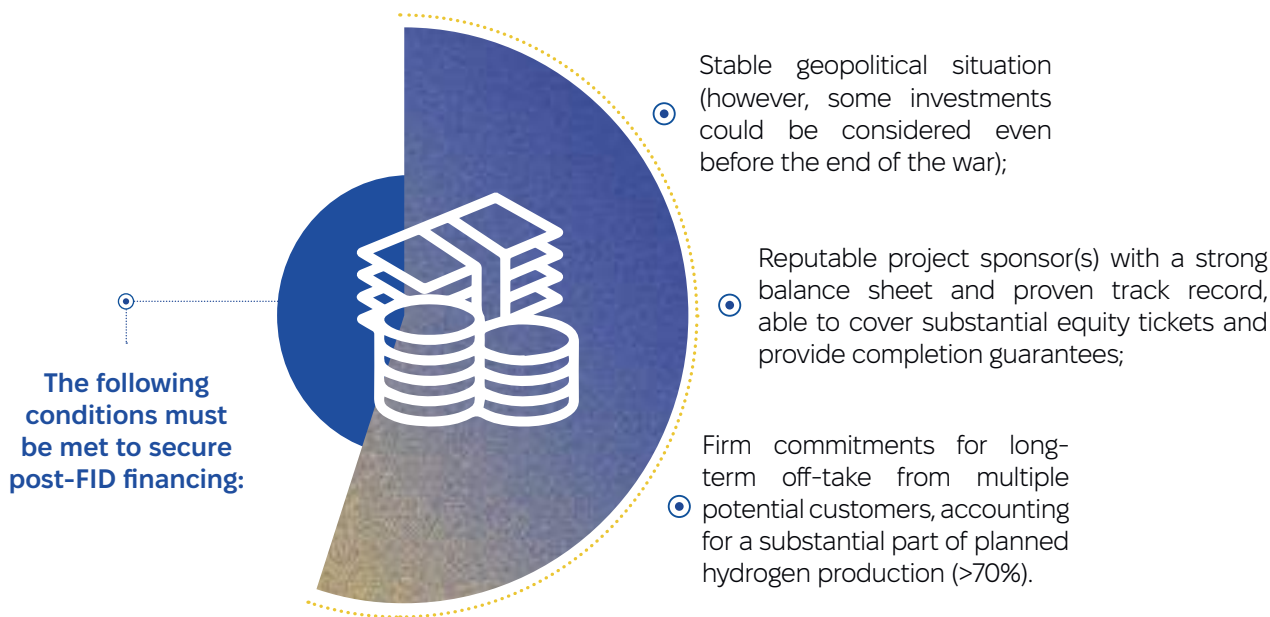 The following
conditions must
be met to secure
post-FID financing:
Stable geopolitical situation
(however, some investments
could be considered even
before the end of the war);
Reputable project sponsor(s) with a strong
balance sheet and proven track record,
able to cover substantial equity tickets and
provide completion guarantees;
Firm commitments for long-
term off-take from multiple
potential customers, accounting
for a substantial part of planned
hydrogen production (>70%).